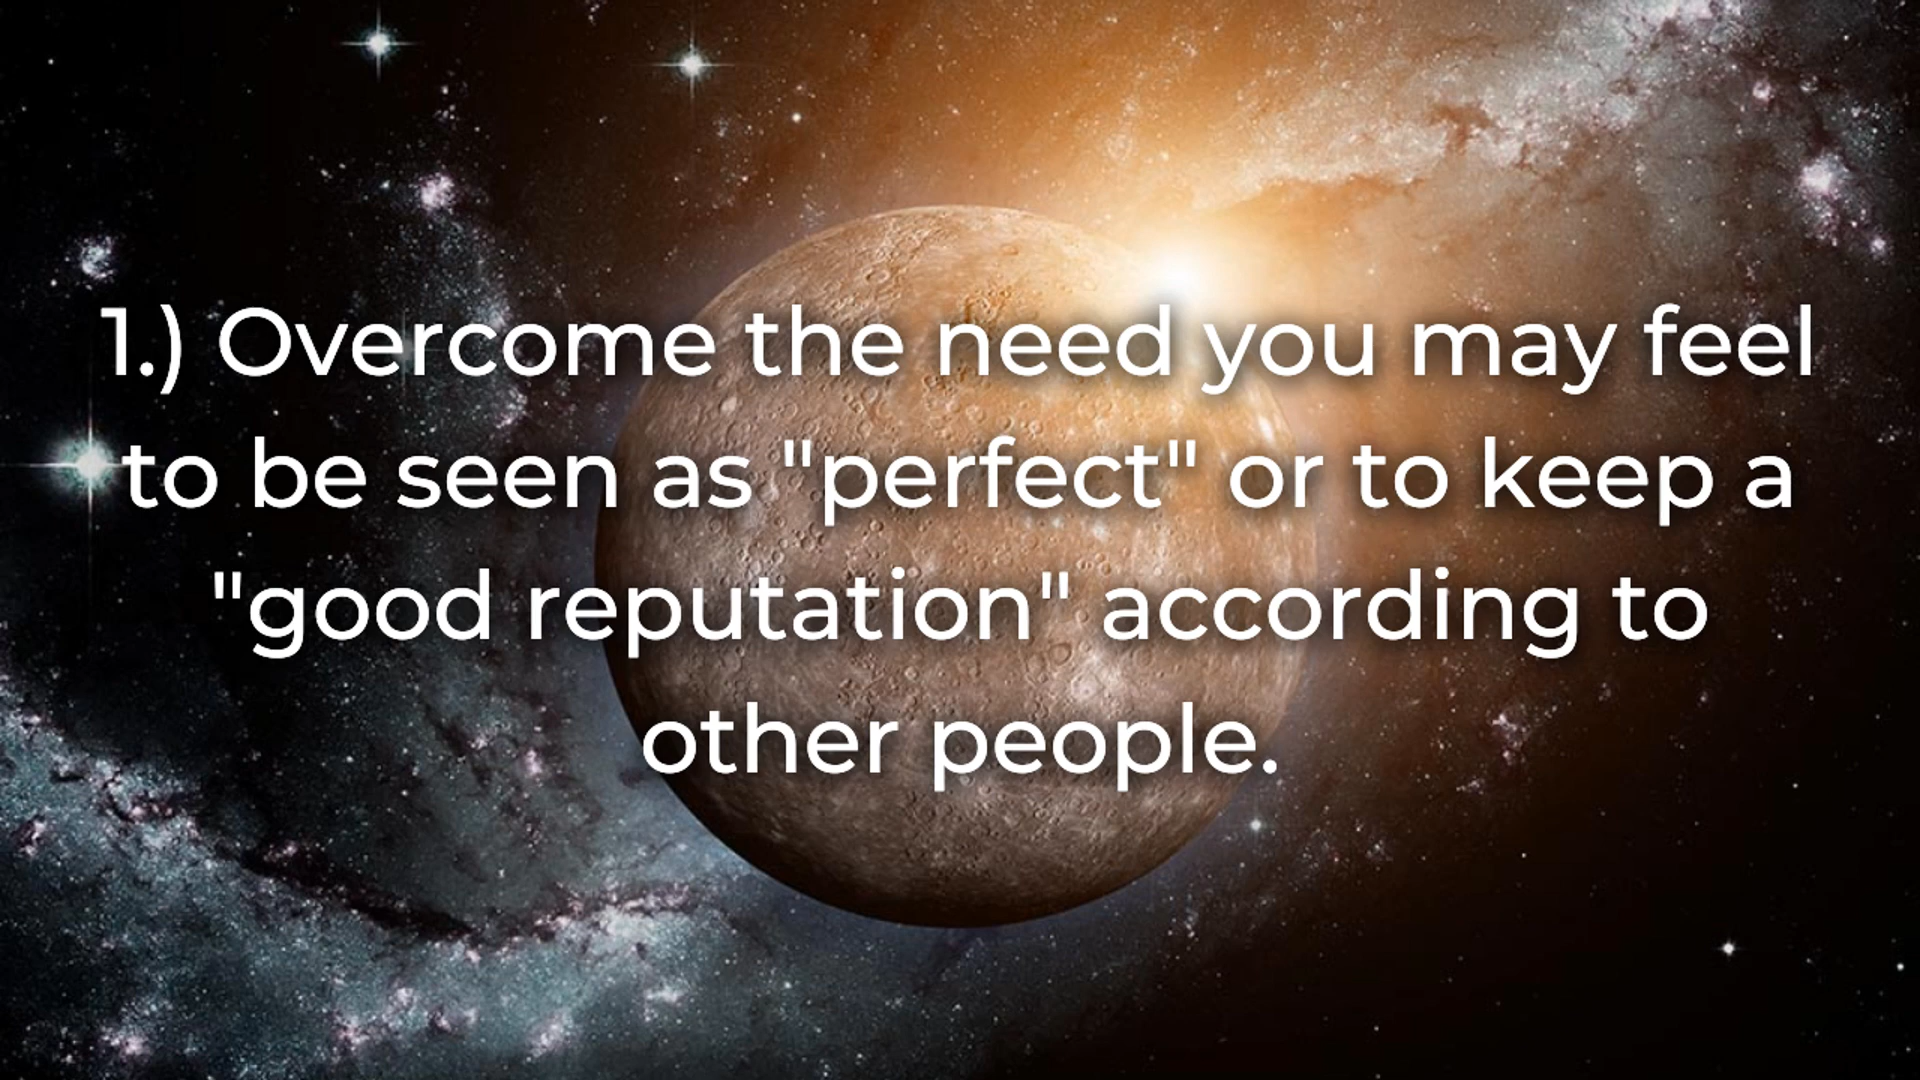 1.) Overcome the need you may feel
to be seen as "perfect" or to keep a
"good reputation" according to
other people.